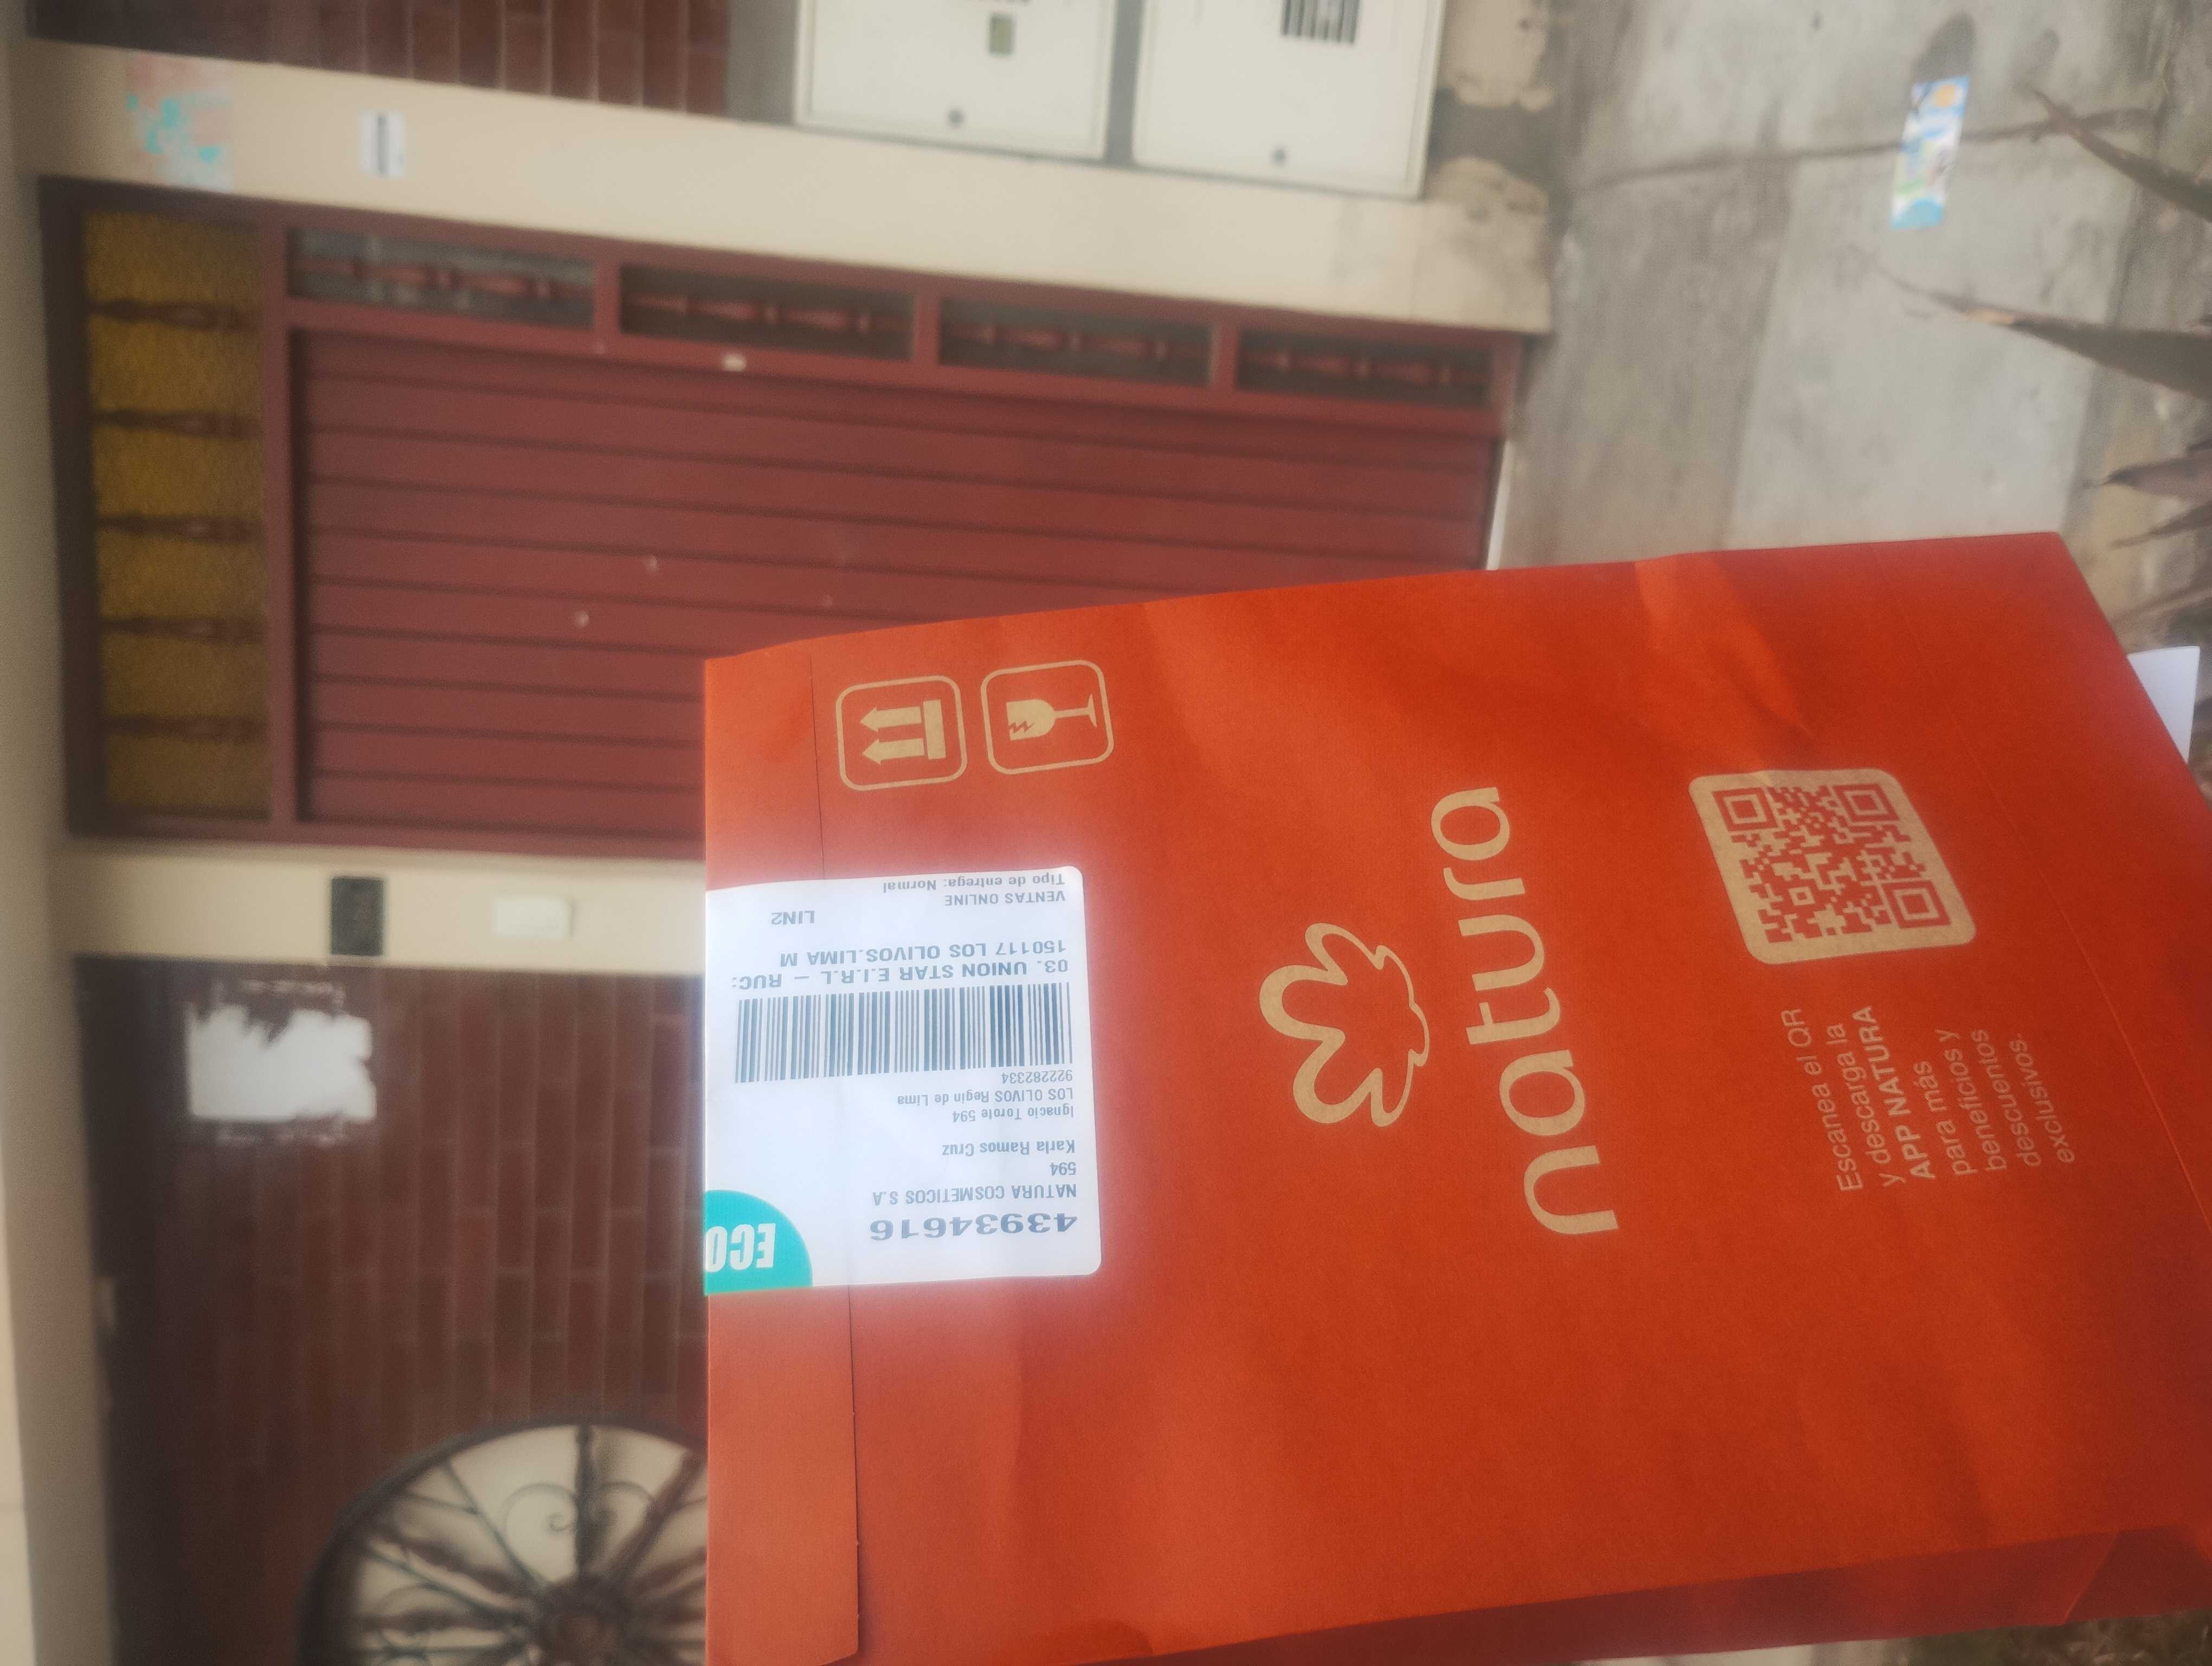 43934616
NATURA COSMETICOS S.A
594
Karla Ramos Cruz
Ignacio Torote 594
LOS OLIVOS Regin de Lima
922282334
03. UNION STAR E.I.R.L - RUC:
150117 LOS OLIVOS.LIMA M
LIN2
VENTAS ONLINE
Tipo de entrega: Normal
ECO
natura
Escanea el QR
y descarga la
APP NATURA
para más
beneficios y
descuentos
exclusivos.